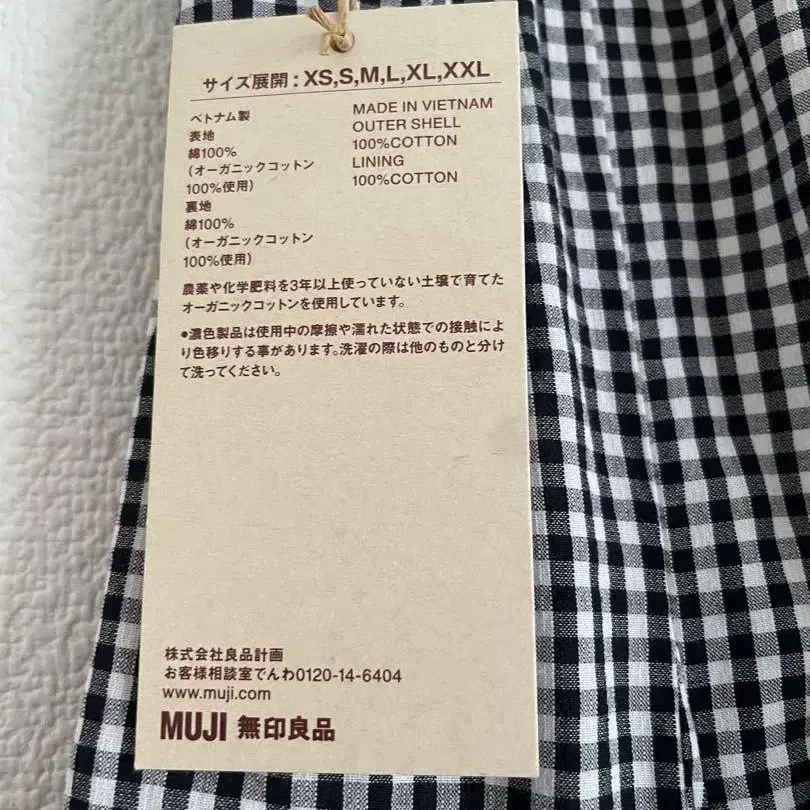 サイズ展開:XS,S,M,L,XL,XXL
ベトナム製
表地
綿100%
(オーガニックコットン
100%使用)
裏地
綿100%
(オーガニックコットン
100%使用)
MADE IN VIETNAM
OUTER SHELL
100%COTTON
LINING
100%COTTON
農薬や化学肥料を3年以上使っていない土壌で育てた
オーガニックコットンを使用しています。
●濃色製品は使用中の摩擦や濡れた状態での接触によ
り色移りする事があります。洗濯の際は他のものと分け
て洗ってください。
株式会社良品計画
お客様相談室でんわ0120-14-6404
www.muji.com
MUJI 無印良品